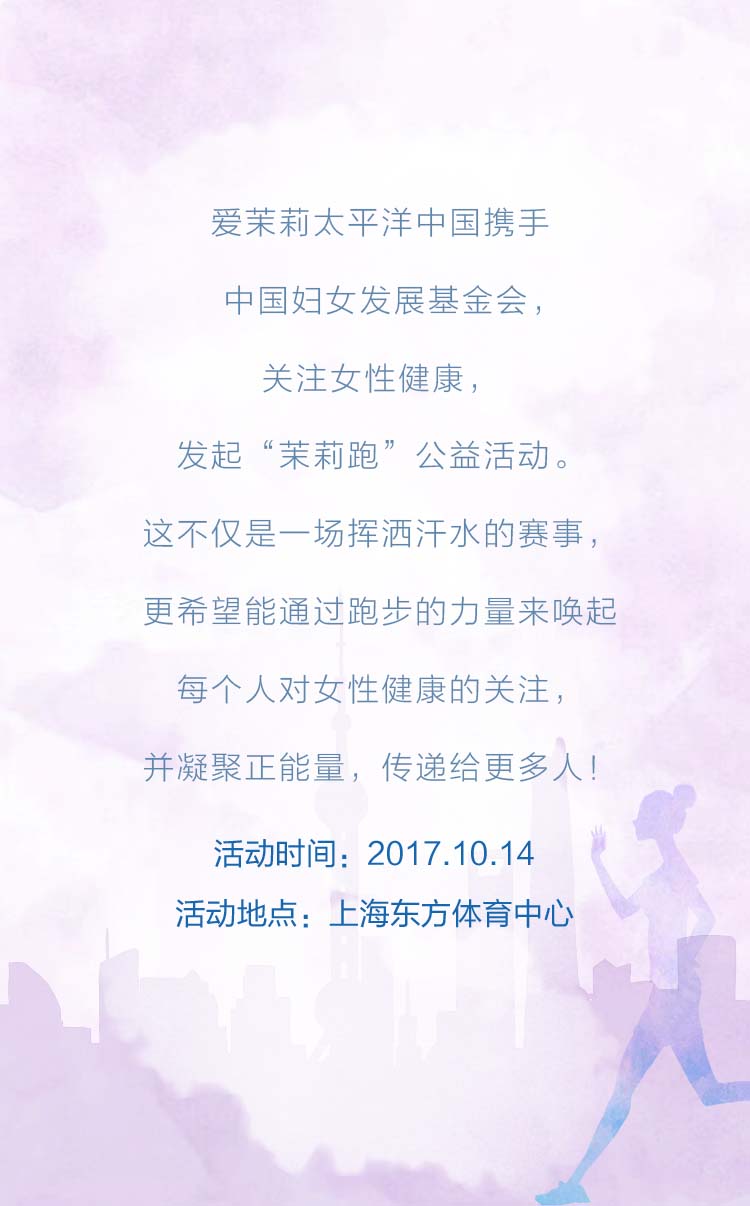 爱茉莉太平洋中国携手
中国妇女发展基金会，
关注女性健康，
发起“茉莉跑”公益活动。
这不仅是一场挥洒汗水的赛事，
更希望能通过跑步的力量来唤起
每个人对女性健康的关注，
并凝聚正能量，传递给更多人！
活动时间：2017.10.14
活动地点：上海东方体育中心